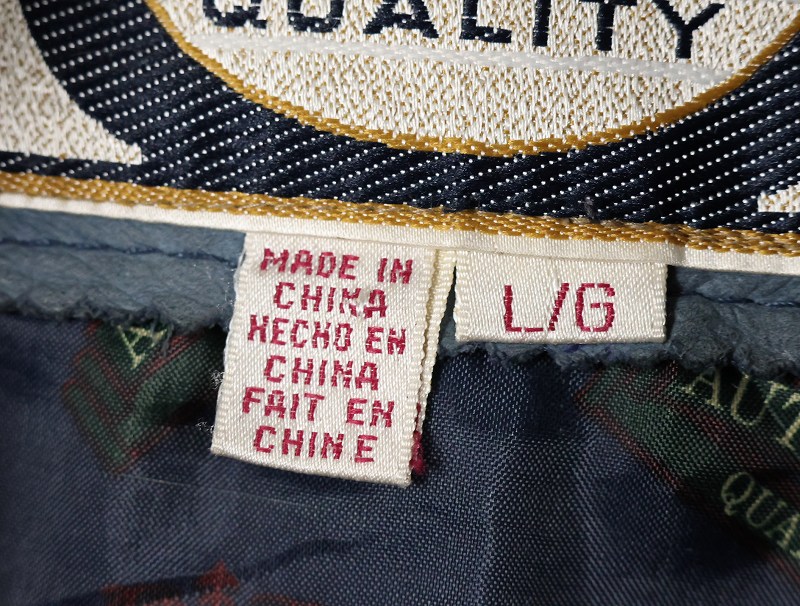 QUALITY
MADE IN
CHINA
HECHO EN
CHINA
FAIT EN
CHINE
L/G